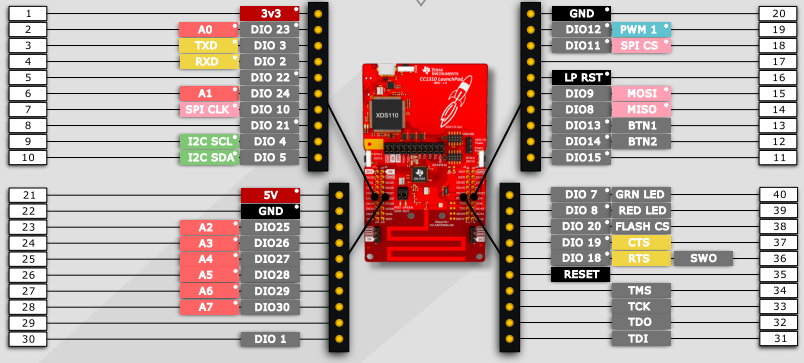 1 3v3
2 A0 DIO 23
3 TXD DIO 3
4 RXD DIO 2
5 DIO 22
6 A1 DIO 24
7 SPI CLK DIO 10
8 DIO 21
9 I2C SCL DIO 4
10 I2C SDA DIO 5
GND 20
DIO12 PWM 1 19
DIO11 SPI CS 18
17
LP RST 16
DIO9 MOSI 15
DIO8 MISO 14
DIO13 BTN1 13
DIO14 BTN2 12
DIO15 11
TEXAS INSTRUMENTS
CC1310 LaunchPad
XDS110
21 5V
22 GND
23 A2 DIO25
24 A3 DIO26
25 A4 DIO27
26 A5 DIO28
27 A6 DIO29
28 A7 DIO30
29
30 DIO 1
DIO 7 GRN LED 40
DIO 8 RED LED 39
DIO 20 FLASH CS 38
DIO 19 CTS 37
DIO 18 RTS SWO 36
RESET 35
TMS 34
TCK 33
TDO 32
TDI 31